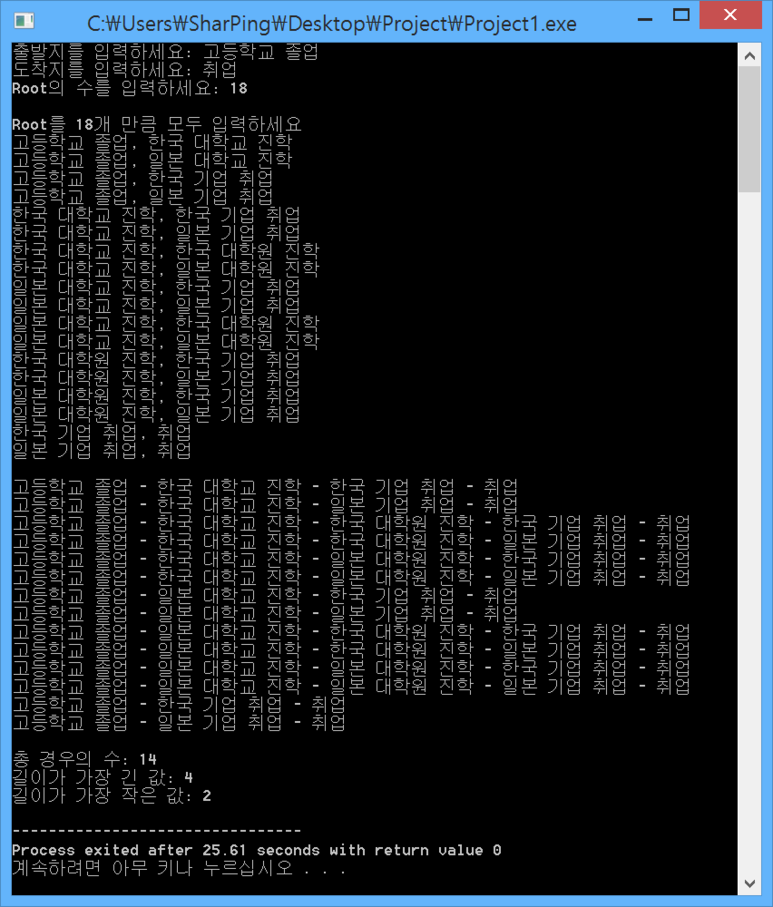 C:₩Users₩SharPing₩Desktop₩Project₩Project1.exe
출발지를 입력하세요: 고등학교 졸업
도착지를 입력하세요: 취업
Root의 수를 입력하세요: 18
Root를 18개 만큼 모두 입력하세요
고등학교 졸업, 한국 대학교 진학
고등학교 졸업, 일본 대학교 진학
고등학교 졸업, 한국 기업 취업
고등학교 졸업, 일본 기업 취업
한국 대학교 진학, 한국 기업 취업
한국 대학교 진학, 일본 기업 취업
한국 대학교 진학, 한국 대학원 진학
한국 대학교 진학, 일본 대학원 진학
일본 대학교 진학, 한국 기업 취업
일본 대학교 진학, 일본 기업 취업
일본 대학교 진학, 한국 대학원 진학
일본 대학교 진학, 일본 대학원 진학
한국 대학원 진학, 한국 기업 취업
한국 대학원 진학, 일본 기업 취업
일본 대학원 진학, 한국 기업 취업
일본 대학원 진학, 일본 기업 취업
한국 기업 취업, 취업
일본 기업 취업, 취업
고등학교 졸업 - 한국 대학교 진학 - 한국 기업 취업 - 취업
고등학교 졸업 - 한국 대학교 진학 - 일본 기업 취업 - 취업
고등학교 졸업 - 한국 대학교 진학 - 한국 대학원 진학 - 한국 기업 취업 - 취업
고등학교 졸업 - 한국 대학교 진학 - 한국 대학원 진학 - 일본 기업 취업 - 취업
고등학교 졸업 - 한국 대학교 진학 - 일본 대학원 진학 - 한국 기업 취업 - 취업
고등학교 졸업 - 한국 대학교 진학 - 일본 대학원 진학 - 일본 기업 취업 - 취업
고등학교 졸업 - 일본 대학교 진학 - 한국 기업 취업 - 취업
고등학교 졸업 - 일본 대학교 진학 - 일본 기업 취업 - 취업
고등학교 졸업 - 일본 대학교 진학 - 한국 대학원 진학 - 한국 기업 취업 - 취업
고등학교 졸업 - 일본 대학교 진학 - 한국 대학원 진학 - 일본 기업 취업 - 취업
고등학교 졸업 - 일본 대학교 진학 - 일본 대학원 진학 - 한국 기업 취업 - 취업
고등학교 졸업 - 일본 대학교 진학 - 일본 대학원 진학 - 일본 기업 취업 - 취업
고등학교 졸업 - 한국 기업 취업 - 취업
고등학교 졸업 - 일본 기업 취업 - 취업
총 경우의 수: 14
길이가 가장 긴 값: 4
길이가 가장 작은 값: 2
--------------------------------
Process exited after 25.61 seconds with return value 0
계속하려면 아무 키나 누르십시오 . . .